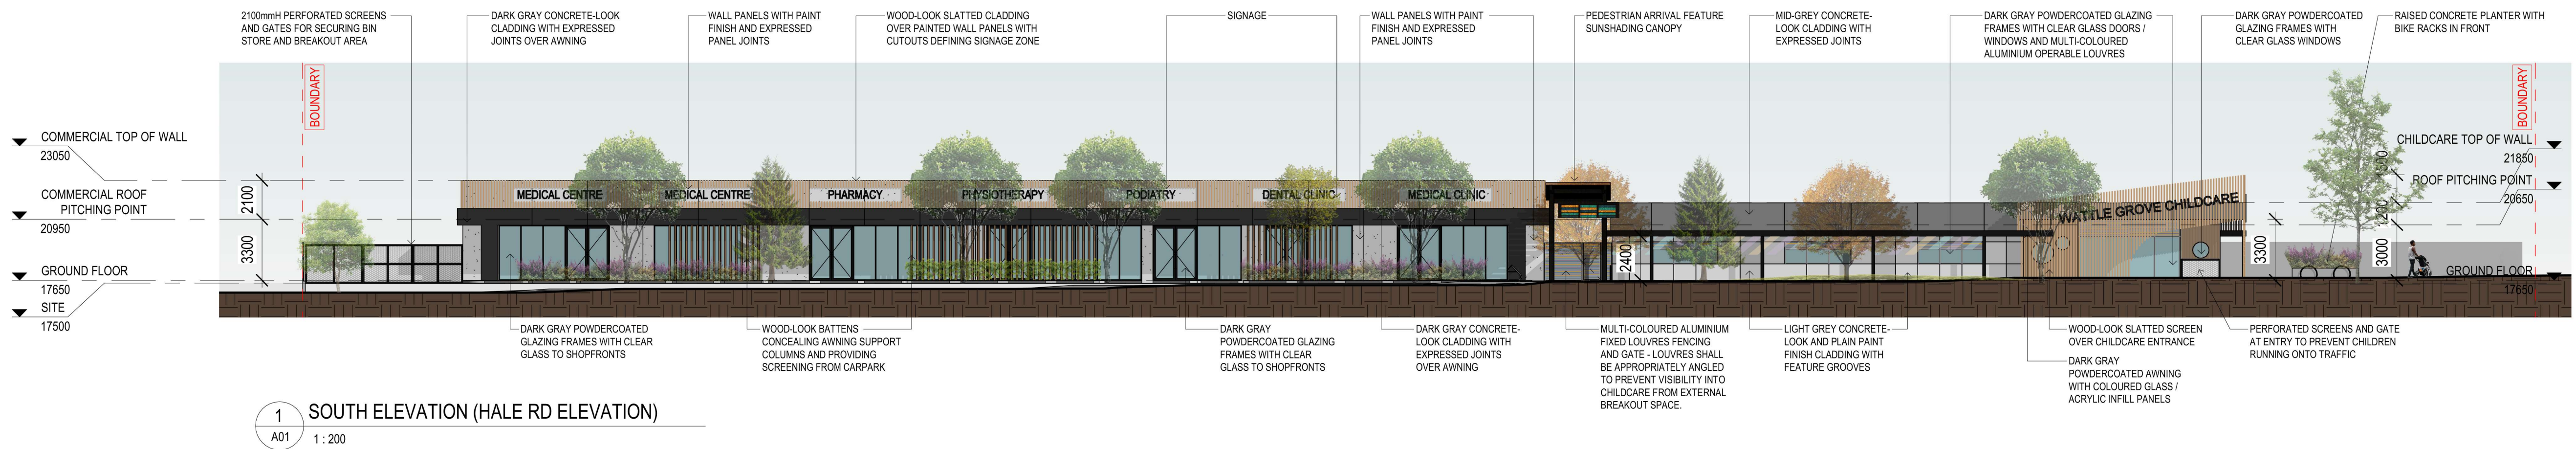 2100mmH PERFORATED SCREENS
AND GATES FOR SECURING BIN
STORE AND BREAKOUT AREA
DARK GRAY CONCRETE-LOOK
CLADDING WITH EXPRESSED
JOINTS OVER AWNING
WALL PANELS WITH PAINT
FINISH AND EXPRESSED
PANEL JOINTS
WOOD-LOOK SLATTED CLADDING
OVER PAINTED WALL PANELS WITH
CUTOUTS DEFINING SIGNAGE ZONE
SIGNAGE
WALL PANELS WITH PAINT
FINISH AND EXPRESSED
PANEL JOINTS
PEDESTRIAN ARRIVAL FEATURE
SUNSHADING CANOPY
MID-GREY CONCRETE-
LOOK CLADDING WITH
EXPRESSED JOINTS
DARK GRAY POWDERCOATED GLAZING
FRAMES WITH CLEAR GLASS DOORS /
WINDOWS AND MULTI-COLOURED
ALUMINIUM OPERABLE LOUVRES
DARK GRAY POWDERCOATED
GLAZING FRAMES WITH
CLEAR GLASS WINDOWS
RAISED CONCRETE PLANTER WITH
BIKE RACKS IN FRONT
BOUNDARY
BOUNDARY
COMMERCIAL TOP OF WALL
23050
COMMERCIAL ROOF
PITCHING POINT
20950
GROUND FLOOR
17650
SITE
17500
2100
3300
MEDICAL CENTRE
MEDICAL CENTRE
PHARMACY
PHYSIOTHERAPY
PODIATRY
DENTAL CLINIC
MEDICAL CLINIC
2400
WATTLE GROVE CHILDCARE
3300
3000
1200
CHILDCARE TOP OF WALL
21850
ROOF PITCHING POINT
20650
GROUND FLOOR
17650
DARK GRAY POWDERCOATED
GLAZING FRAMES WITH CLEAR
GLASS TO SHOPFRONTS
WOOD-LOOK BATTENS
CONCEALING AWNING SUPPORT
COLUMNS AND PROVIDING
SCREENING FROM CARPARK
DARK GRAY
POWDERCOATED GLAZING
FRAMES WITH CLEAR
GLASS TO SHOPFRONTS
DARK GRAY CONCRETE-
LOOK CLADDING WITH
EXPRESSED JOINTS
OVER AWNING
MULTI-COLOURED ALUMINIUM
FIXED LOUVRES FENCING
AND GATE - LOUVRES SHALL
BE APPROPRIATELY ANGLED
TO PREVENT VISIBILITY INTO
CHILDCARE FROM EXTERNAL
BREAKOUT SPACE.
LIGHT GREY CONCRETE-
LOOK AND PLAIN PAINT
FINISH CLADDING WITH
FEATURE GROOVES
WOOD-LOOK SLATTED SCREEN
OVER CHILDCARE ENTRANCE
DARK GRAY
POWDERCOATED AWNING
WITH COLOURED GLASS /
ACRYLIC INFILL PANELS
PERFORATED SCREENS AND GATE
AT ENTRY TO PREVENT CHILDREN
RUNNING ONTO TRAFFIC
1
A01
SOUTH ELEVATION (HALE RD ELEVATION)
1 : 200